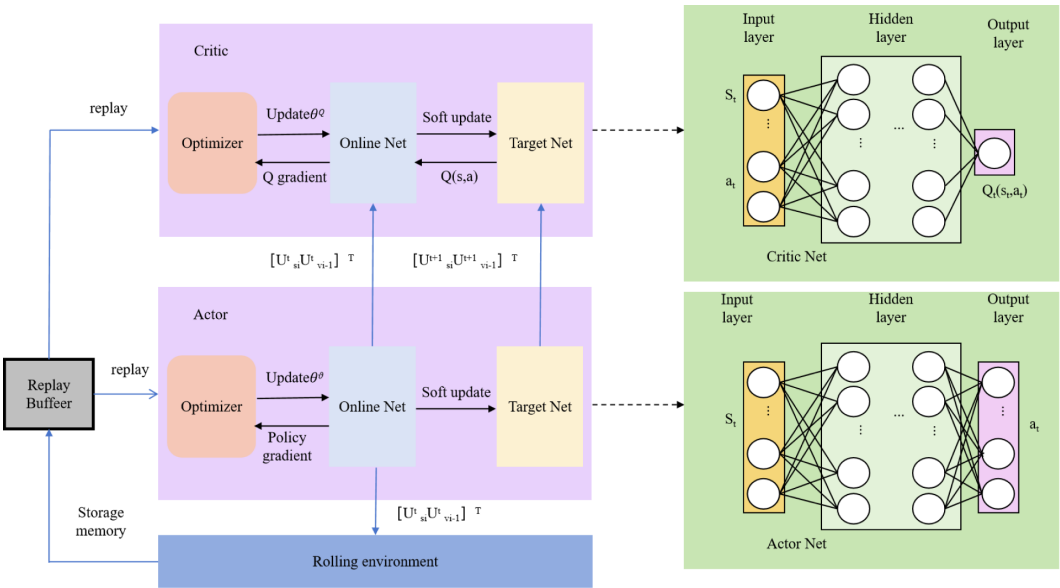 Critic
replay
Optimizer
Updateθ^Q
Q gradient
Online Net
Soft update
Q(s,a)
Target Net
[U^t_si U^t_vi-1]^T
[U^t+1_si U^t+1_vi-1]^T
Actor
replay
Replay
Buffeer
Optimizer
Updateθ^θ
Policy
gradient
Online Net
Soft update
Target Net
[U^t_si U^t_vi-1]^T
Storage
memory
Rolling environment
Input
layer
Hidden
layer
Output
layer
S_t
...
a_t
...
...
...
Q_t(s_t,a_t)
Critic Net
Input
layer
Hidden
layer
Output
layer
S_t
...
...
...
...
...
a_t
Actor Net